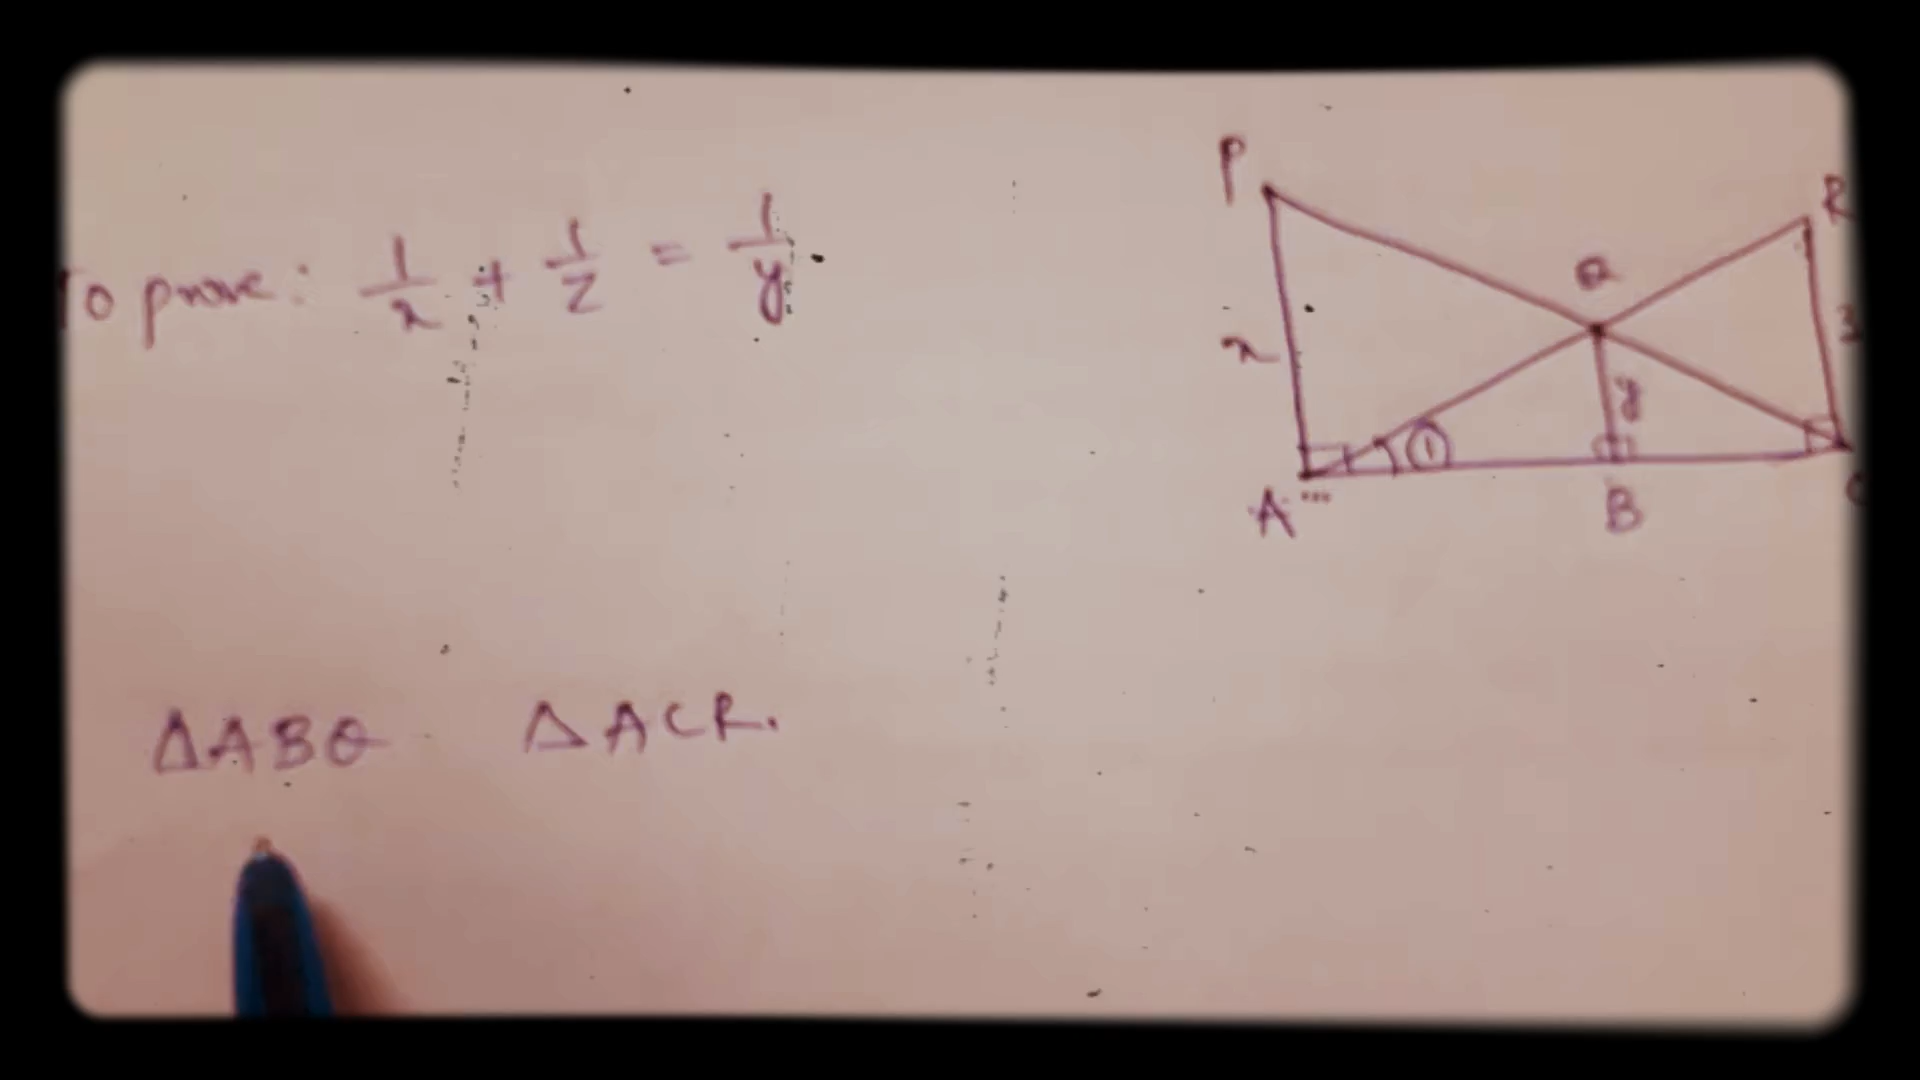 To prove: 1/x + 1/z = 1/y.
P
R
Q
x
y
1
A
B
C
ΔABQ ΔACR.